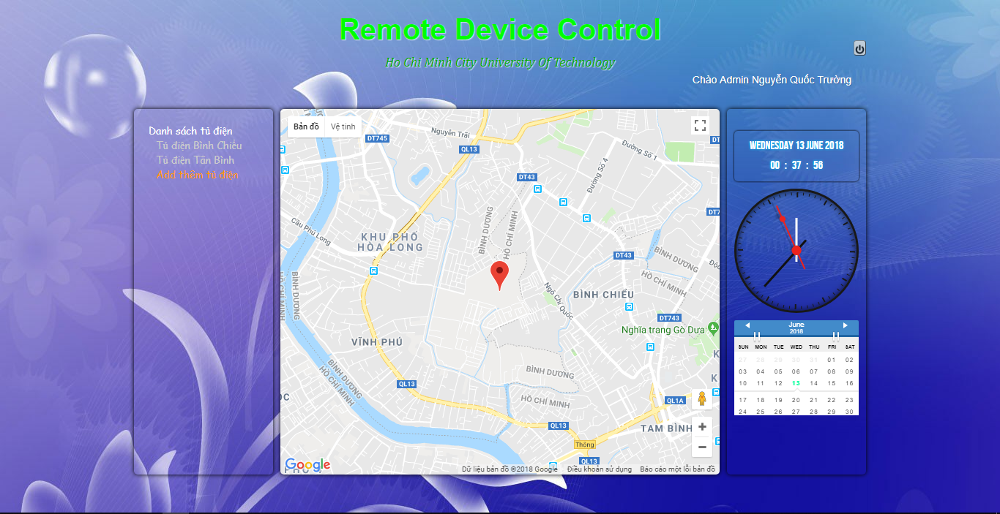 Remote Device Control
Ho Chi Minh City University Of Technology
Chào Admin Nguyễn Quốc Trường
Danh sách tủ điện
Tủ điện Bình Chiểu
Tủ điện Tân Bình
Add thêm tủ điện
Bản đồ Vệ tinh
DT745
Nguyễn Trãi
QL13
Đường Số 1
Đường Số 4
DT43
Cầu Phú Long
KHU PHỐ
HÒA LONG
BÌNH DƯƠNG
HỒ CHÍ MINH
DT43
BÌNH DƯƠNG
HỒ CHÍ MINH
BÌNH DƯƠNG
HỒ CHÍ MINH
Ngô Chí Quốc
BÌNH CHIỂU
DT743
Nghĩa trang Gò Dưa
VĨNH PHÚ
BÌNH DƯƠNG
HỒ CHÍ MINH
BÌNH DƯƠNG
QL13
HỒ CHÍ MINH
QL1A
QL13
TAM BÌNH
Thông
QL13
Google
Dữ liệu bản đồ ©2018 Google Điều khoản sử dụng Báo cáo một lỗi bản đồ
WEDNESDAY 13 JUNE 2018
00 : 37 : 56
June
2018
SUN MON TUE WED THU FRI SAT
27 28 29 30 31 01 02
03 04 05 06 07 08 09
10 11 12 13 14 15 16
17 18 19 20 21 22 23
24 25 26 27 28 29 30